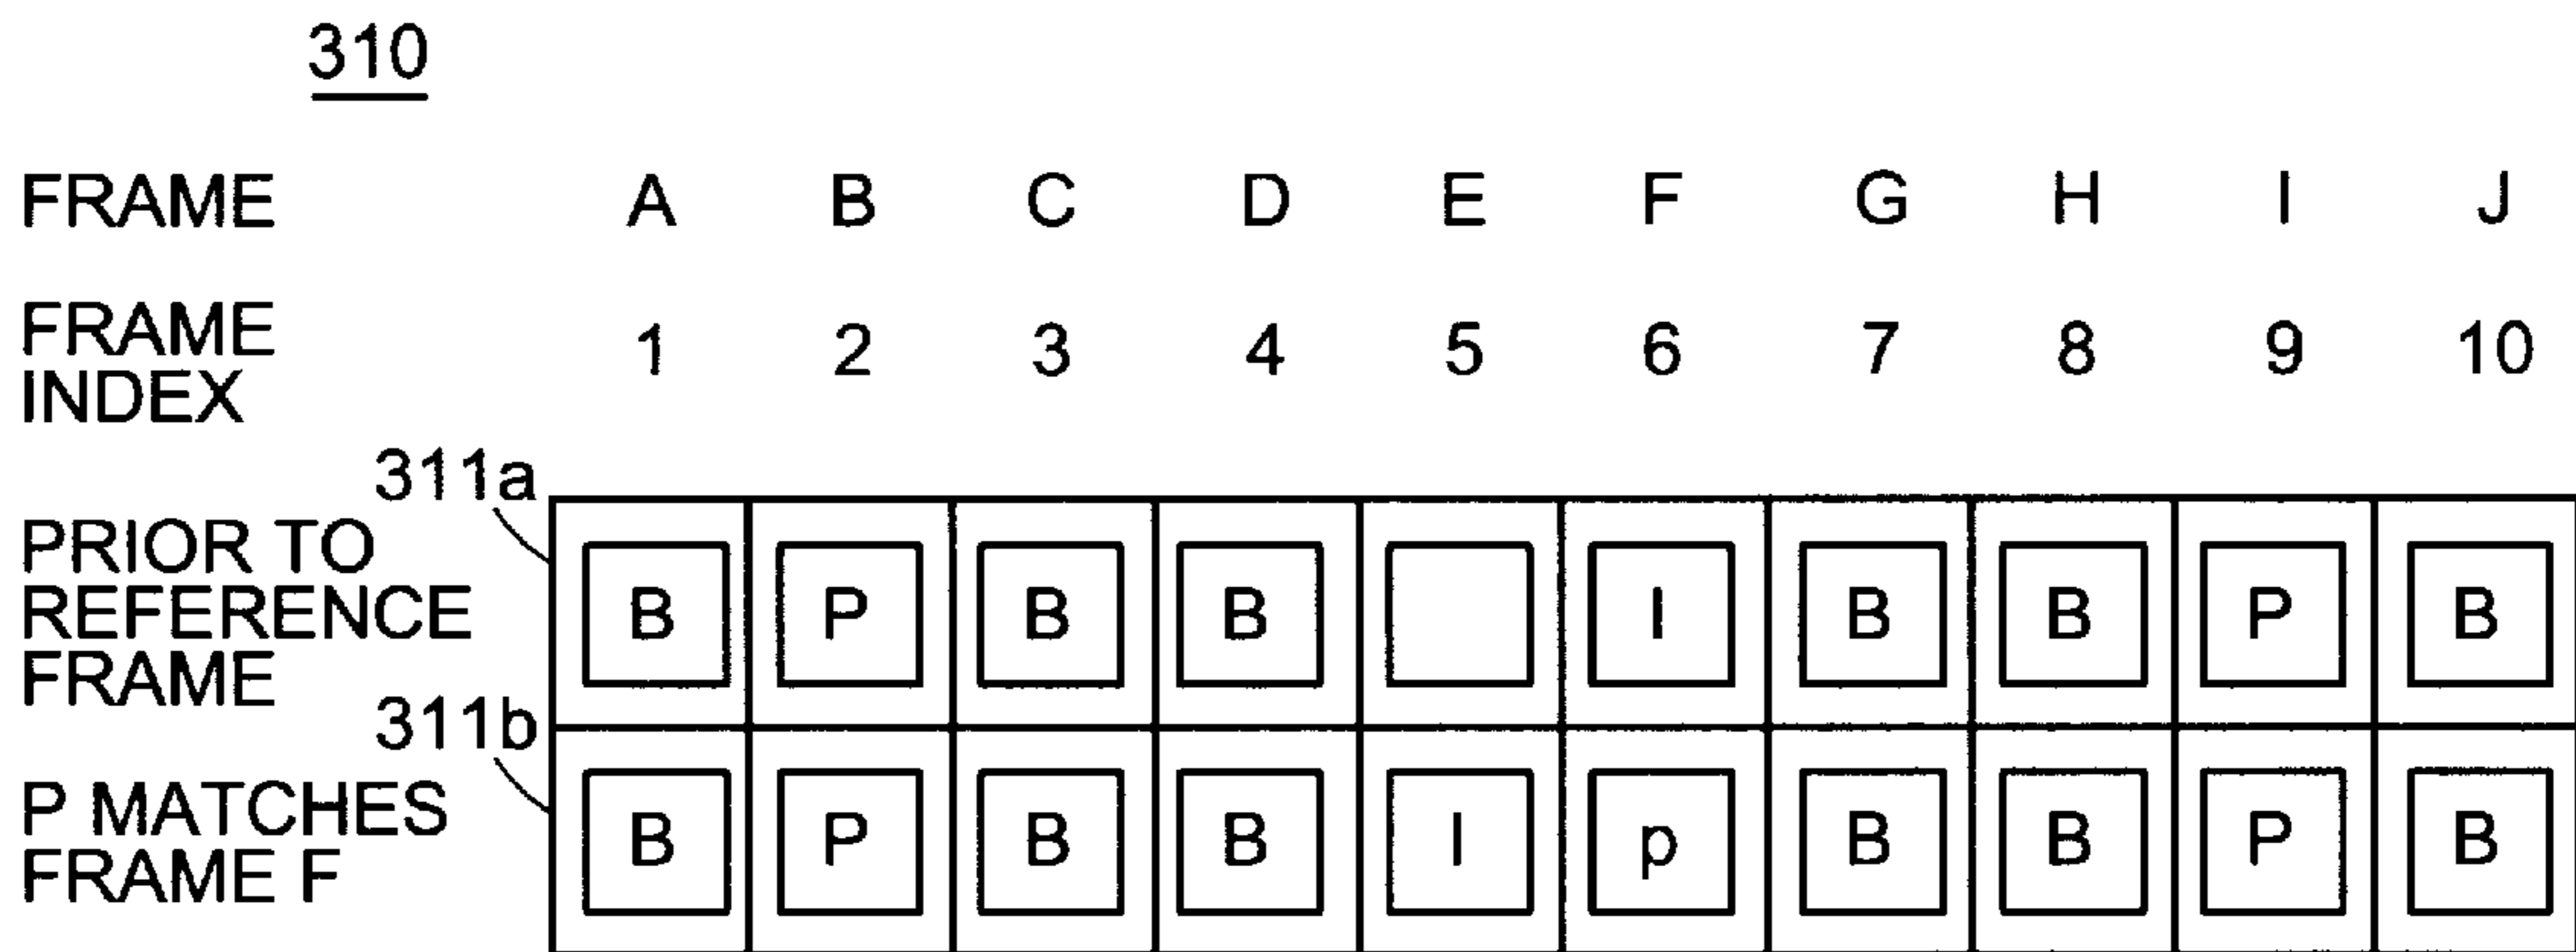 310
FRAME A B C D E F G H I J
FRAME
INDEX 1 2 3 4 5 6 7 8 9 10
311a
PRIOR TO
REFERENCE B P B B I B B P B
FRAME
311b
P MATCHES B P B B I p B B P B
FRAME F